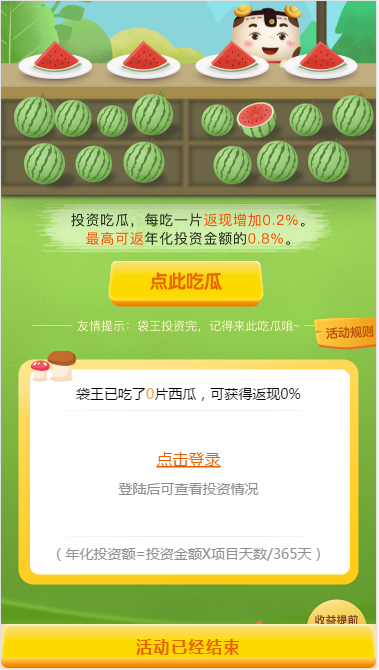 投资吃瓜，每吃一片返现增加0.2%。
最高可返年化投资金额的0.8%。
点此吃瓜
友情提示：袋王投资完，记得来此吃瓜哦~
活动规则
袋王已吃了0片西瓜，可获得返现0%
点击登录
登陆后可查看投资情况
（年化投资额=投资金额X项目天数/365天）
收益提前
活动已经结束